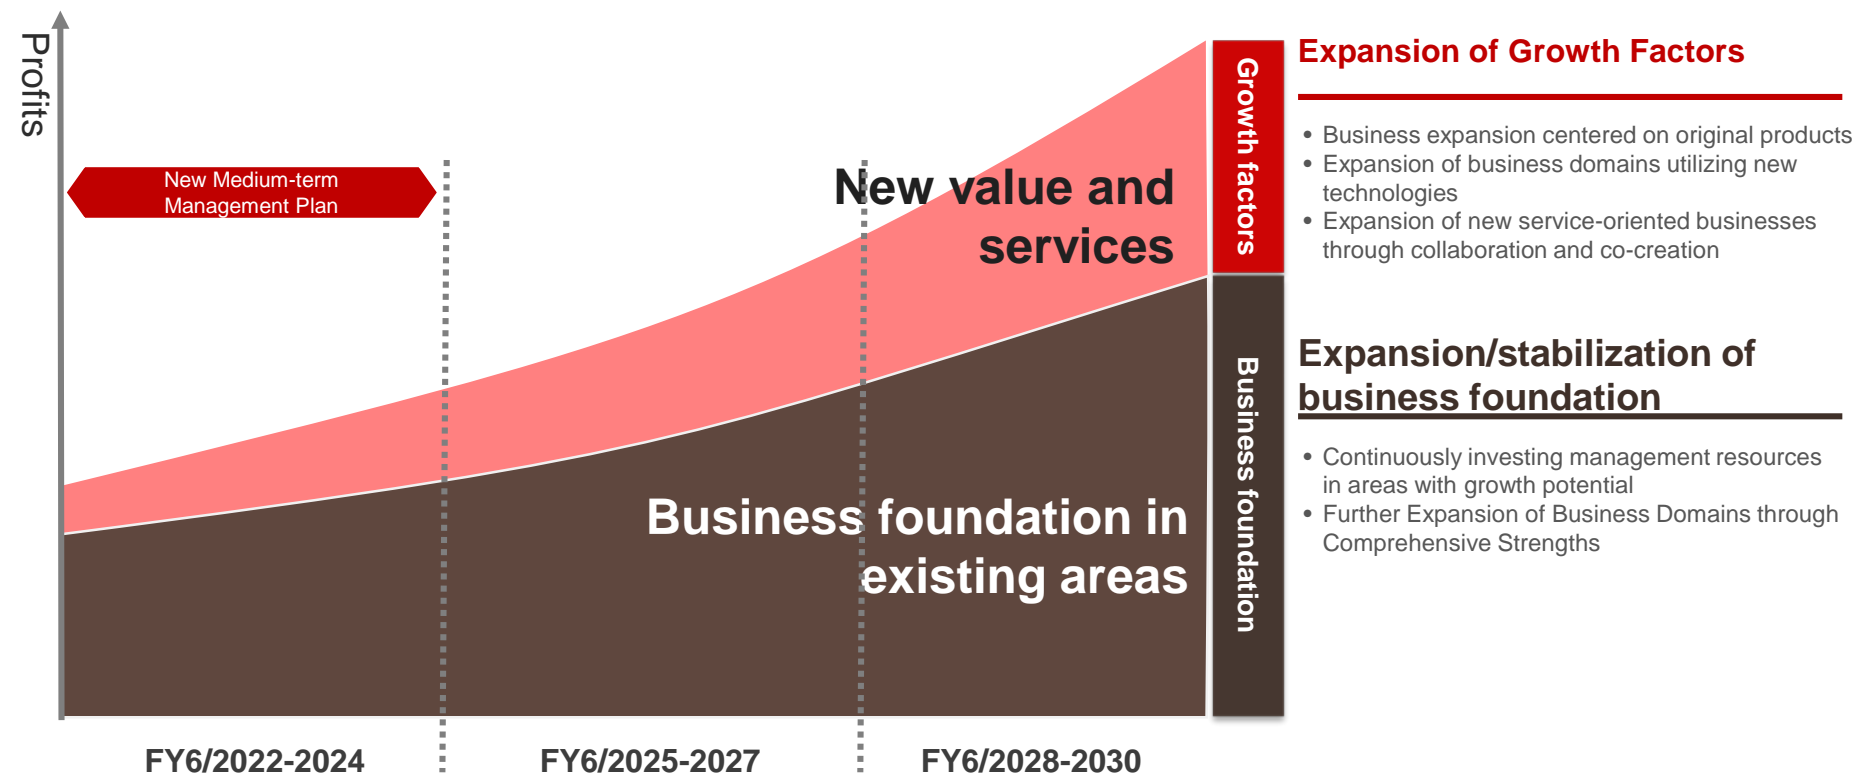 Profits
New Medium-term
Management Plan
New value and
services
Business foundation in
existing areas
FY6/2022-2024
FY6/2025-2027
FY6/2028-2030
Growth factors
Business foundation
Expansion of Growth Factors
• Business expansion centered on original products
• Expansion of business domains utilizing new
technologies
• Expansion of new service-oriented businesses
through collaboration and co-creation
Expansion/stabilization of
business foundation
• Continuously investing management resources
in areas with growth potential
• Further Expansion of Business Domains through
Comprehensive Strengths